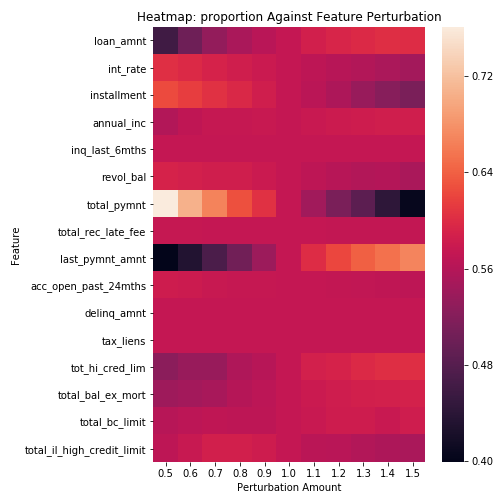 Heatmap: proportion Against Feature Perturbation
loan_amnt
int_rate
installment
annual_inc
inq_last_6mths
revol_bal
total_pymnt
total_rec_late_fee
last_pymnt_amnt
acc_open_past_24mths
delinq_amnt
tax_liens
tot_hi_cred_lim
total_bal_ex_mort
total_bc_limit
total_il_high_credit_limit
Feature
0.5 0.6 0.7 0.8 0.9 1.0 1.1 1.2 1.3 1.4 1.5
Perturbation Amount
0.72
0.64
0.56
0.48
0.40